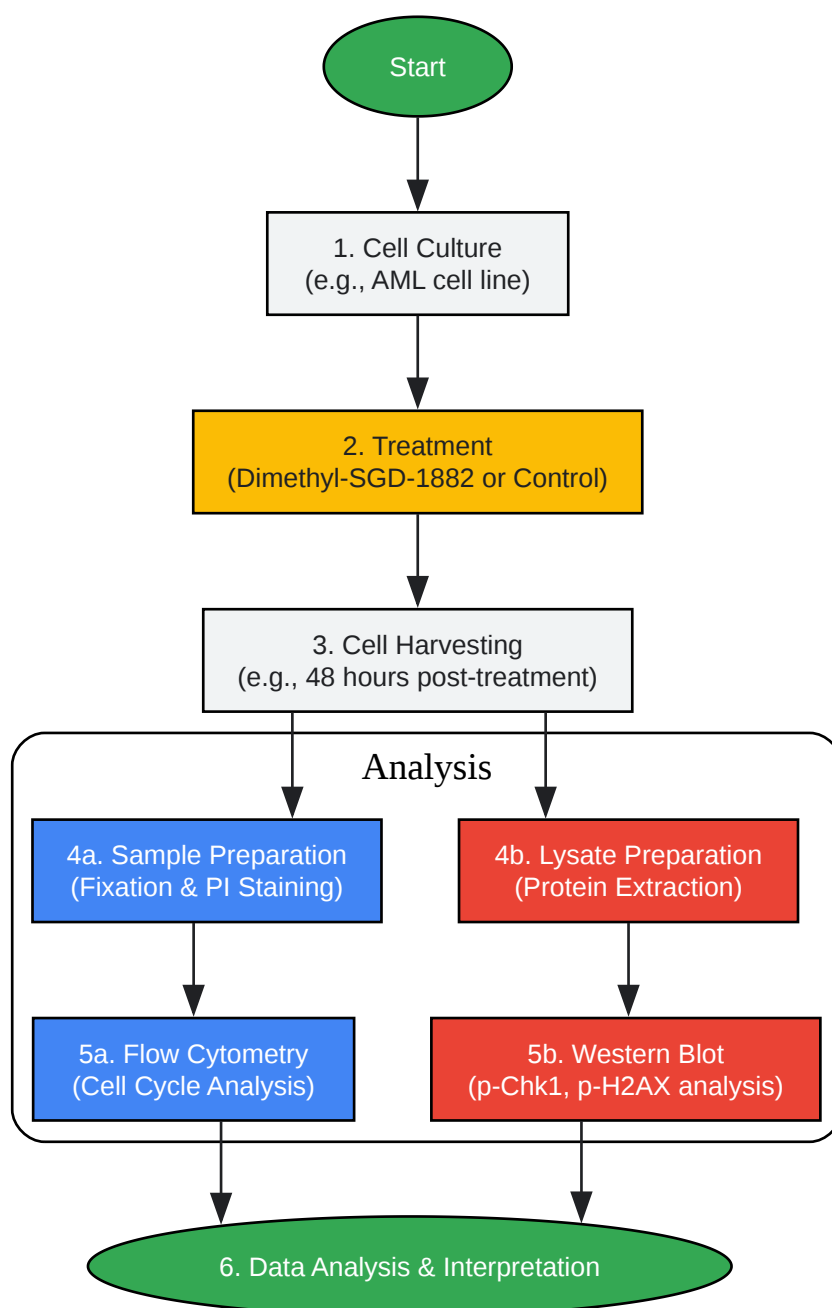 Start
1. Cell Culture
(e.g., AML cell line)
2. Treatment
(Dimethyl-SGD-1882 or Control)
3. Cell Harvesting
(e.g., 48 hours post-treatment)
Analysis
4a. Sample Preparation
(Fixation & PI Staining)
4b. Lysate Preparation
(Protein Extraction)
5a. Flow Cytometry
(Cell Cycle Analysis)
5b. Western Blot
(p-Chk1, p-H2AX analysis)
6. Data Analysis & Interpretation